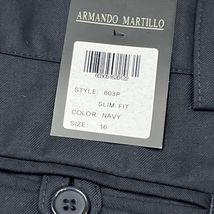 ARMANDO MARTILLO
STYLE: 603P
SLIM FIT
COLOR: NAVY
SIZE: 16